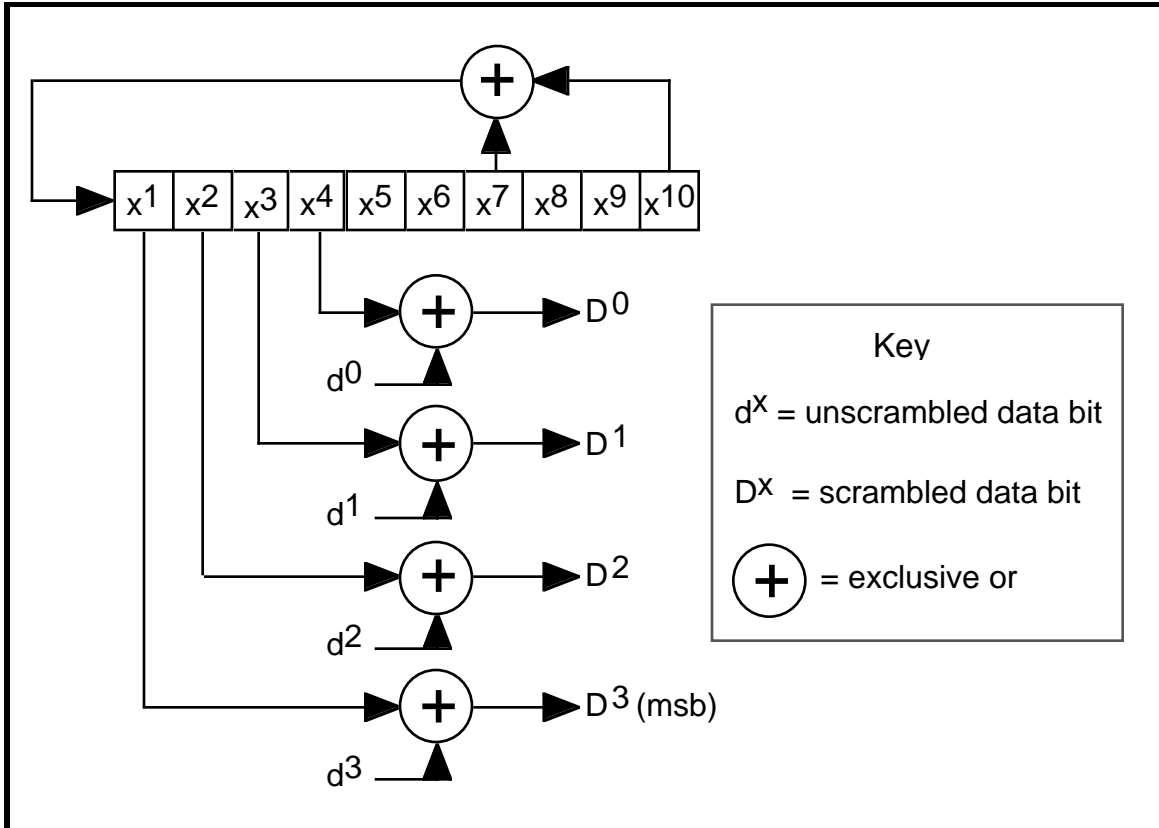 +
x1 x2 x3 x4 x5 x6 x7 x8 x9 x10
+ D0
d0
+ D1
d1
+ D2
d2
+ D3 (msb)
d3
Key
dx = unscrambled data bit
Dx = scrambled data bit
+ = exclusive or